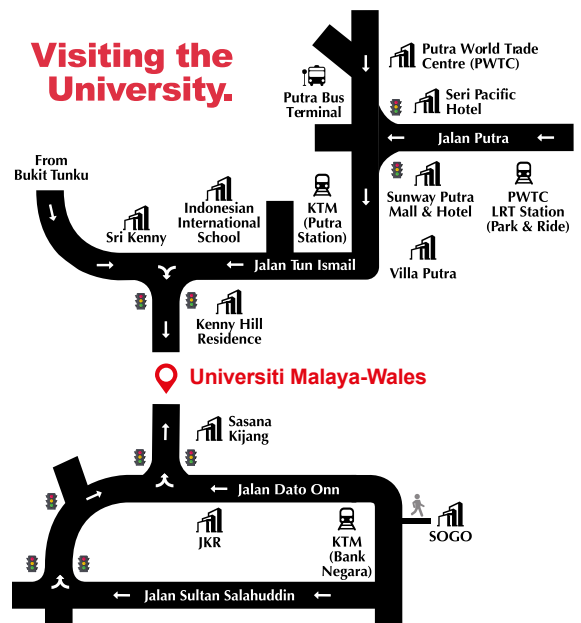 Visiting the
University.
Putra World Trade
Centre (PWTC)
Putra Bus
Terminal
Seri Pacific
Hotel
Jalan Putra
From
Bukit Tunku
Sri Kenny
Indonesian
International
School
KTM
(Putra
Station)
Sunway Putra
Mall & Hotel
PWTC
LRT Station
(Park & Ride)
Jalan Tun Ismail
Villa Putra
Kenny Hill
Residence
Universiti Malaya-Wales
Sasana
Kijang
Jalan Dato Onn
JKR
KTM
(Bank
Negara)
SOGO
Jalan Sultan Salahuddin